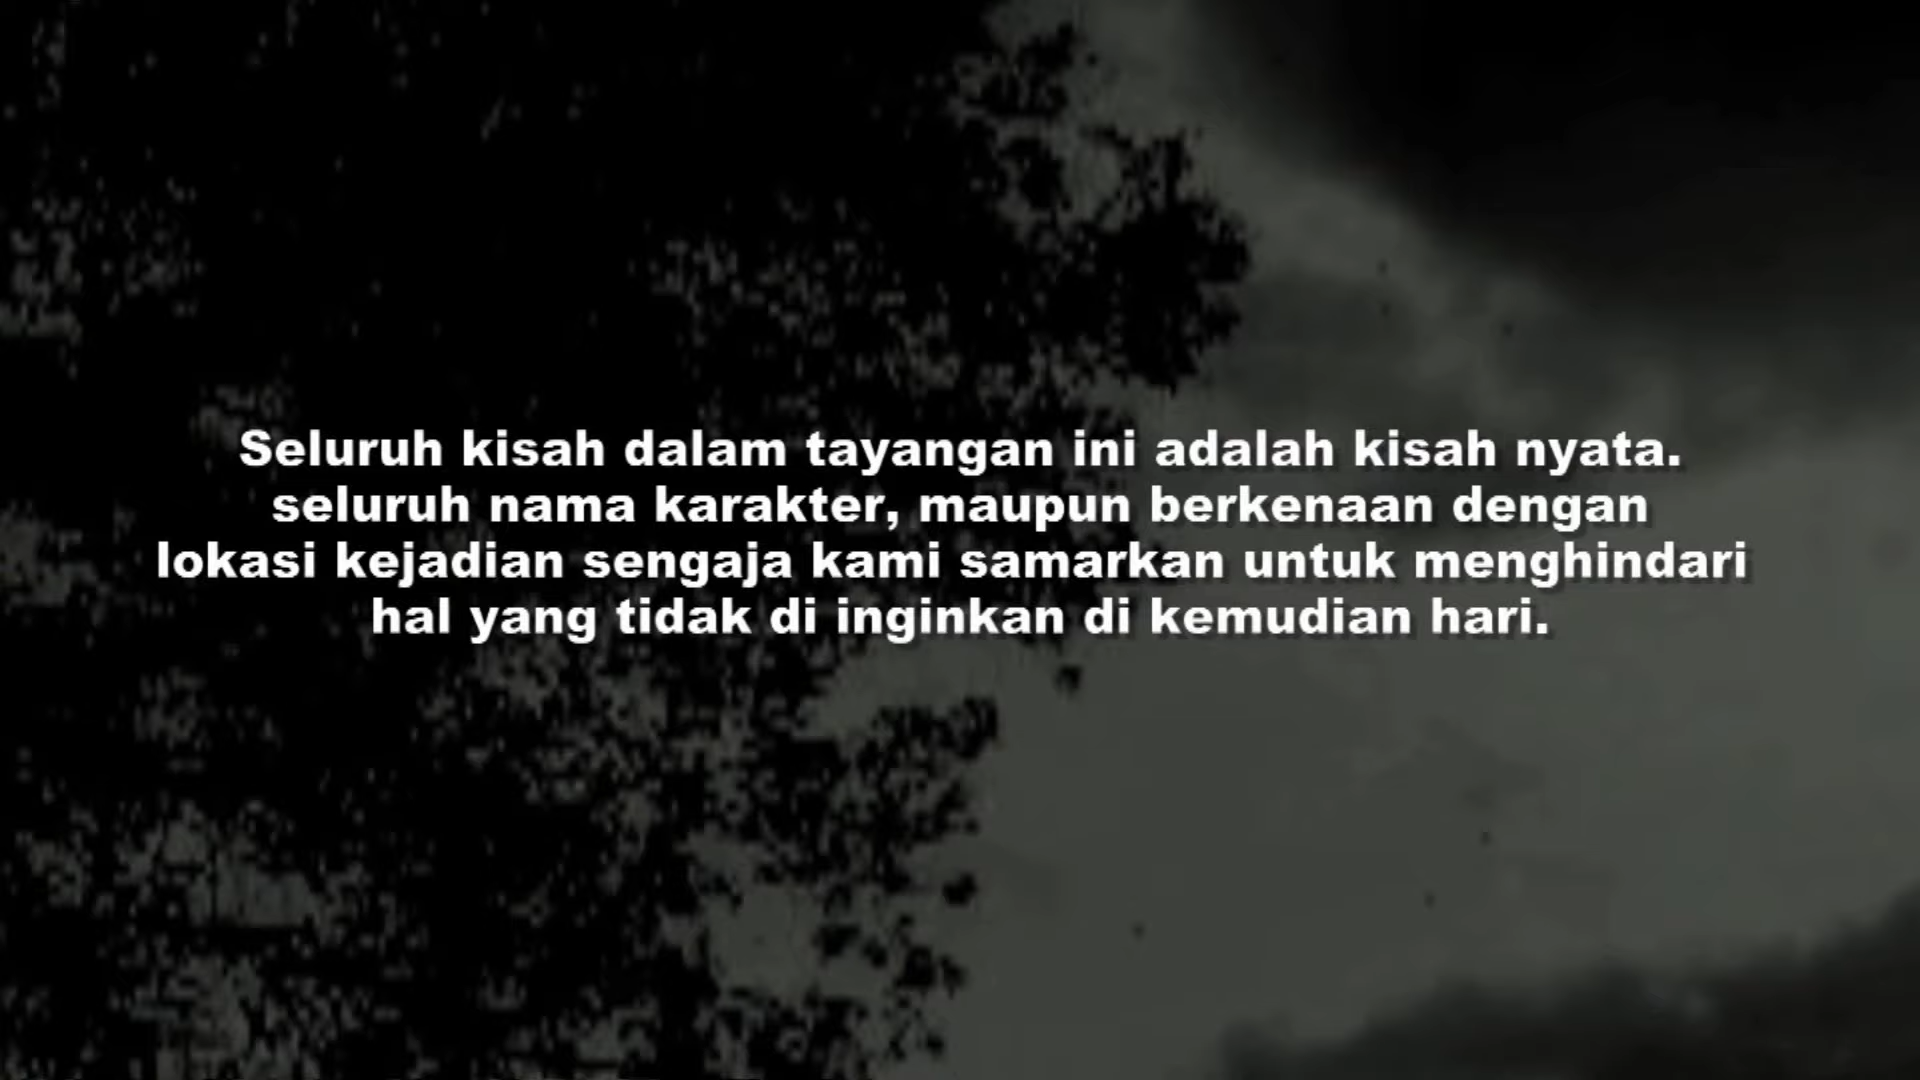 Seluruh kisah dalam tayangan ini adalah kisah nyata.
seluruh nama karakter, maupun berkenaan dengan
lokasi kejadian sengaja kami samarkan untuk menghindari
hal yang tidak di inginkan di kemudian hari.